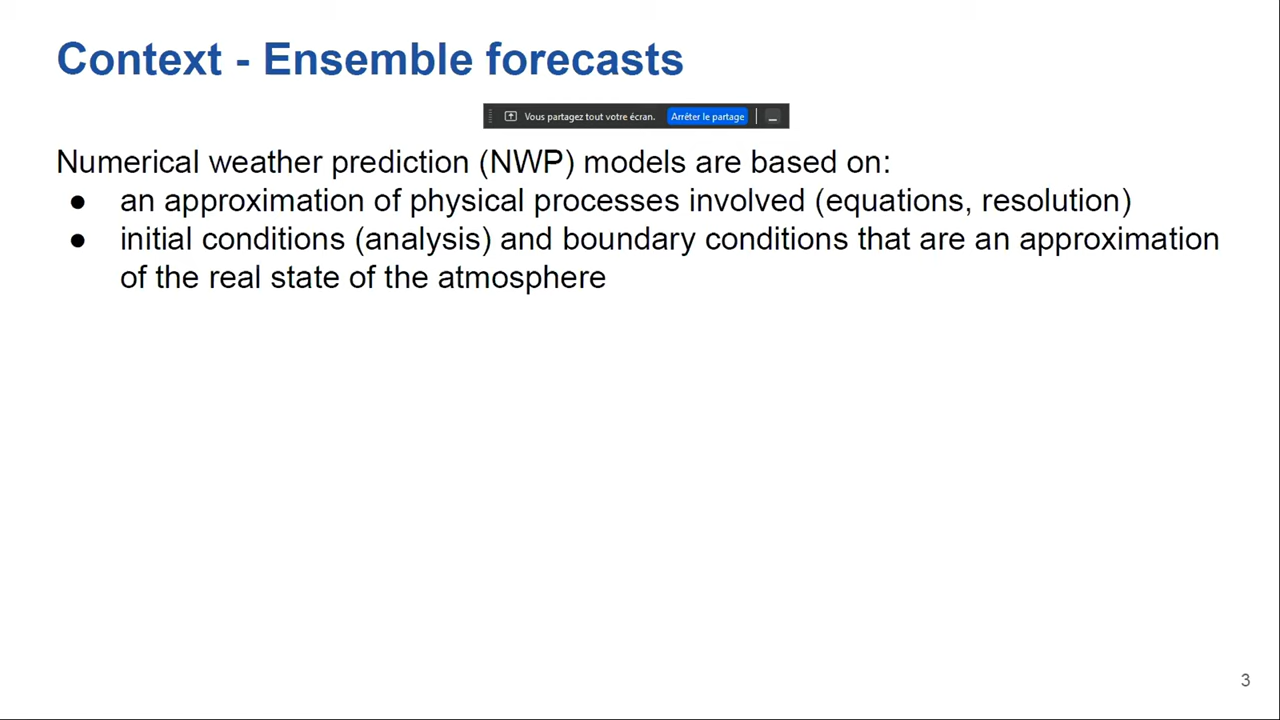 Context - Ensemble forecasts
Vous partagez tout votre écran. Arrêter le partage
Numerical weather prediction (NWP) models are based on:
● an approximation of physical processes involved (equations, resolution)
● initial conditions (analysis) and boundary conditions that are an approximation
of the real state of the atmosphere
3